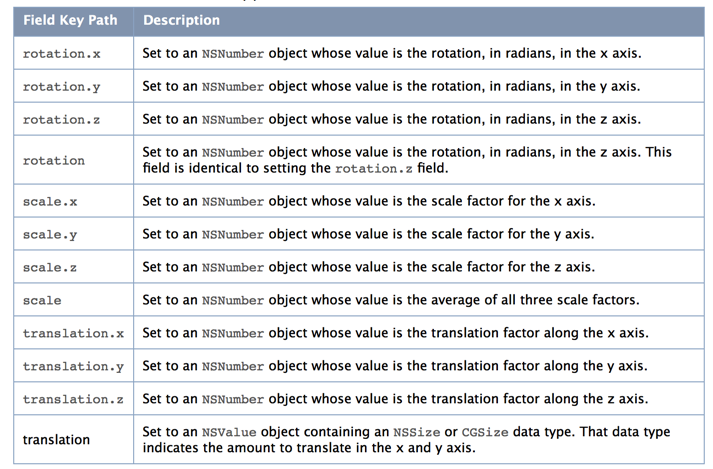 Field Key Path Description
rotation.x Set to an NSNumber object whose value is the rotation, in radians, in the x axis.
rotation.y Set to an NSNumber object whose value is the rotation, in radians, in the y axis.
rotation.z Set to an NSNumber object whose value is the rotation, in radians, in the z axis.
rotation Set to an NSNumber object whose value is the rotation, in radians, in the z axis. This
field is identical to setting the rotation.z field.
scale.x Set to an NSNumber object whose value is the scale factor for the x axis.
scale.y Set to an NSNumber object whose value is the scale factor for the y axis.
scale.z Set to an NSNumber object whose value is the scale factor for the z axis.
scale Set to an NSNumber object whose value is the average of all three scale factors.
translation.x Set to an NSNumber object whose value is the translation factor along the x axis.
translation.y Set to an NSNumber object whose value is the translation factor along the y axis.
translation.z Set to an NSNumber object whose value is the translation factor along the z axis.
translation Set to an NSValue object containing an NSSize or CGSize data type. That data type
indicates the amount to translate in the x and y axis.